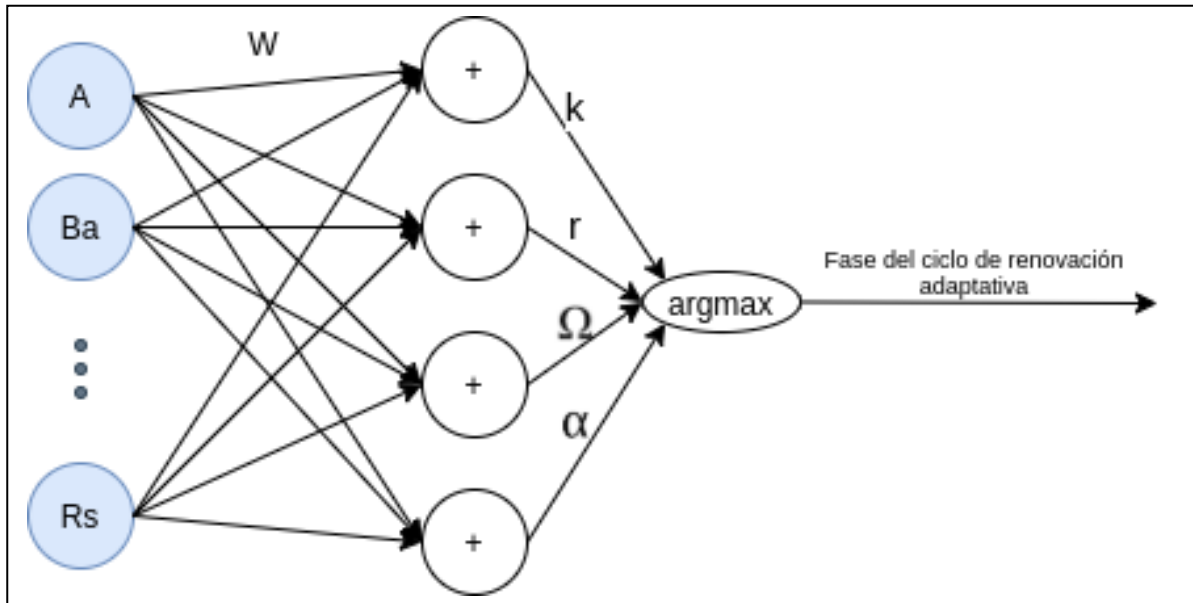 W
A
+
k
Ba
+
r
Fase del ciclo de renovación
adaptativa
argmax
Ω
+
α
Rs
+